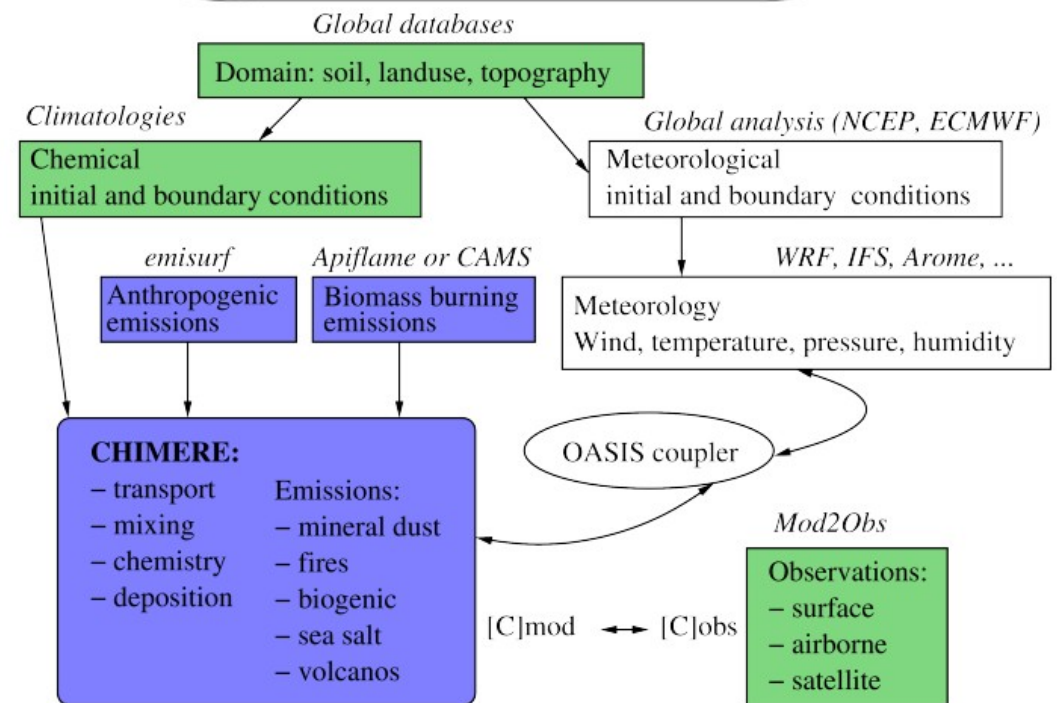 Global databases
Domain: soil, landuse, topography
Climatologies
Global analysis (NCEP, ECMWF)
Chemical
initial and boundary conditions
Meteorological
initial and boundary conditions
emisurf
Apiflame or CAMS
WRF, IFS, Arome, ...
Anthropogenic
emissions
Biomass burning
emissions
Meteorology
Wind, temperature, pressure, humidity
OASIS coupler
CHIMERE:
– transport
– mixing
– chemistry
– deposition
Emissions:
– mineral dust
– fires
– biogenic
– sea salt
– volcanos
[C]mod
[C]obs
Mod2Obs
Observations:
– surface
– airborne
– satellite